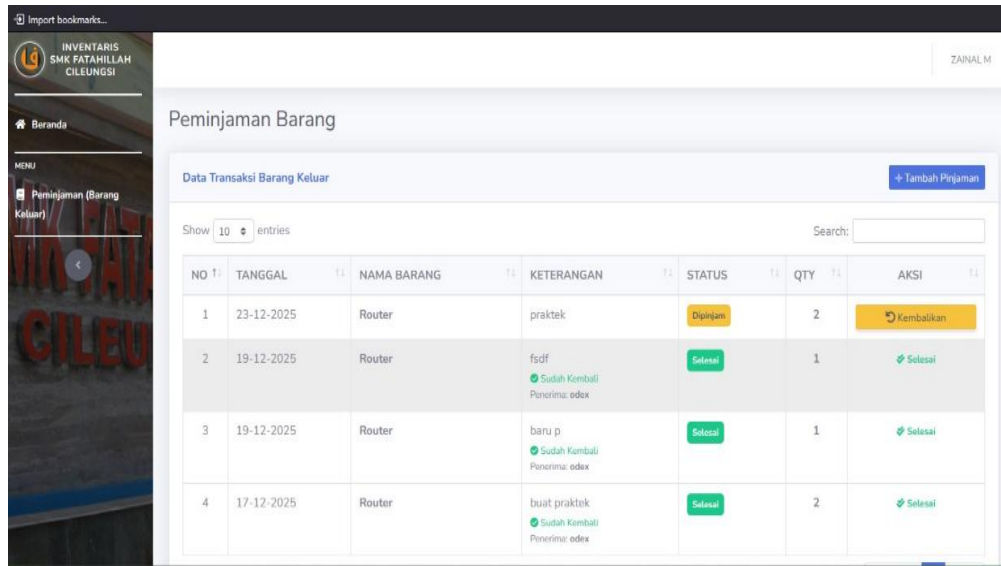 Import bookmarks...
INVENTARIS
SMK FATAHILLAH
CILEUNGSI
ZAINAL M
Beranda
MENU
Peminjaman (Barang
Keluar)
Peminjaman Barang
Data Transaksi Barang Keluar
+ Tambah Pinjaman
Show 10 entries
Search:
NO TANGGAL NAMA BARANG KETERANGAN STATUS QTY AKSI
1 23-12-2025 Router praktek Dipinjam 2 Kembalikan
2 19-12-2025 Router fsdf Selesai 1 Selesai
Sudah Kembali
Penerima: odex
3 19-12-2025 Router baru p Selesai 1 Selesai
Sudah Kembali
Penerima: odex
4 17-12-2025 Router buat praktek Selesai 2 Selesai
Sudah Kembali
Penerima: odex